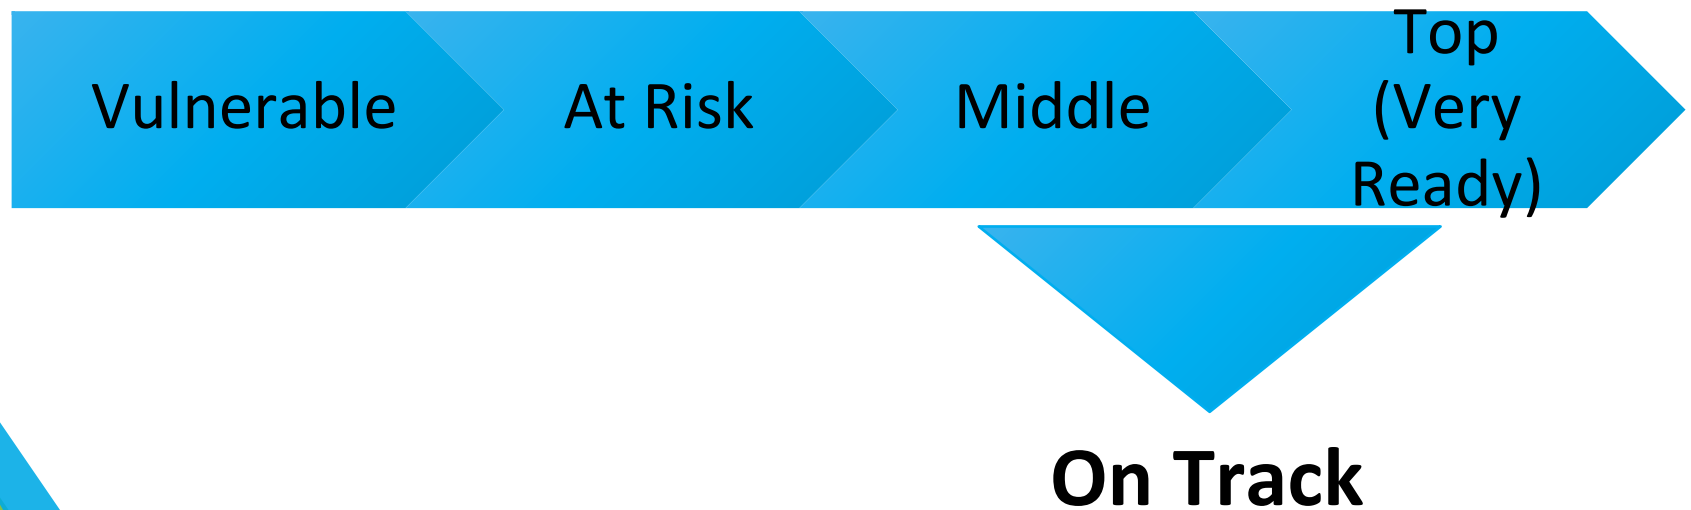 Vulnerable
At Risk
Middle
Top
(Very
Ready)
On Track